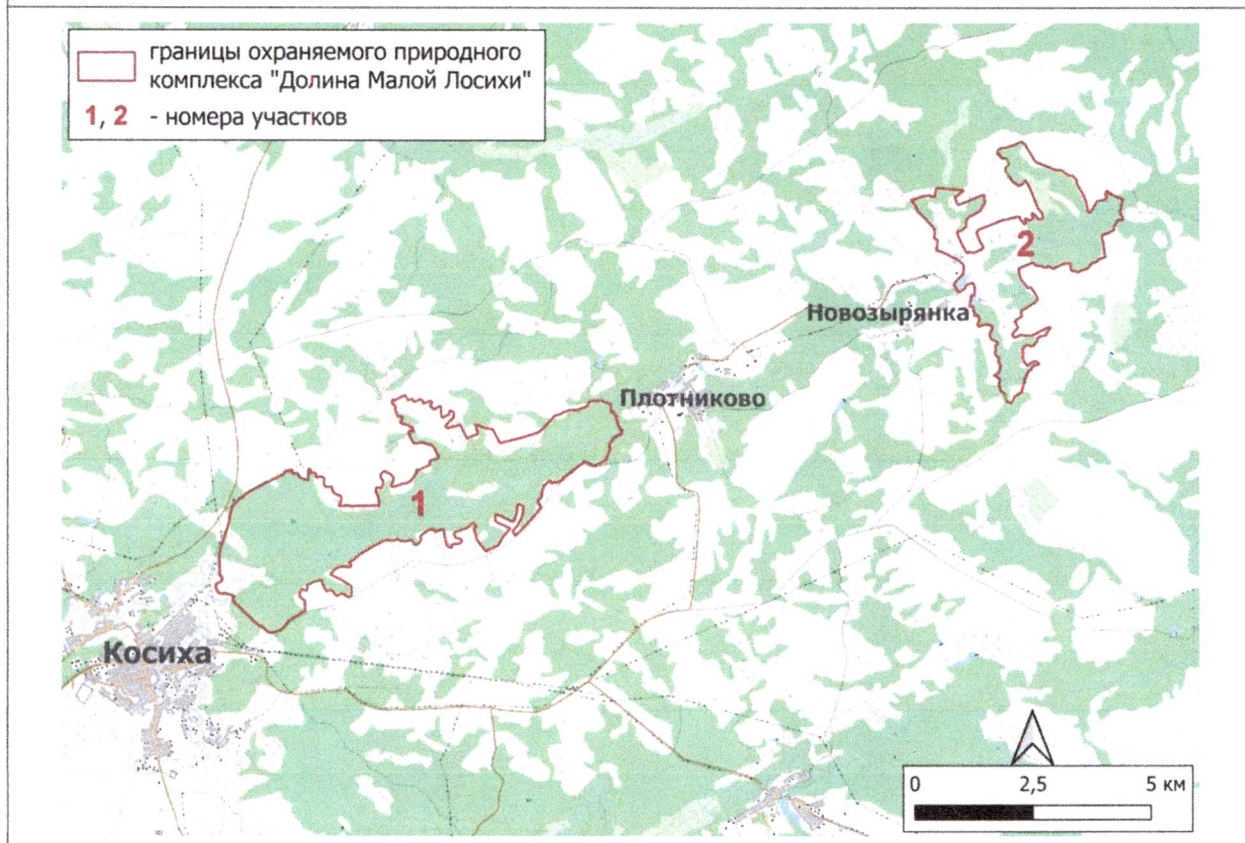 границы охраняемого природного
комплекса "Долина Малой Лосихи"
1, 2 - номера участков
2
Новозырянка
Плотниково
1
Косиха
0 2,5 5 км